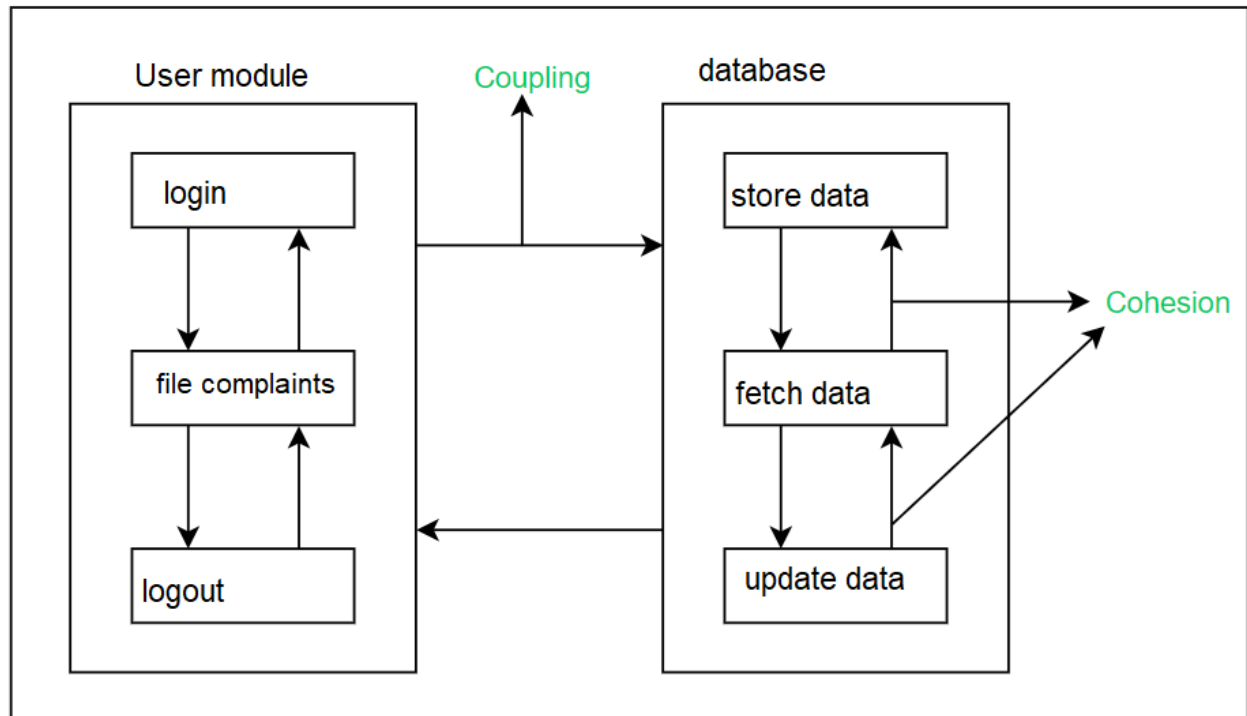 User module
Coupling
database
login
file complaints
logout
store data
fetch data
update data
Cohesion